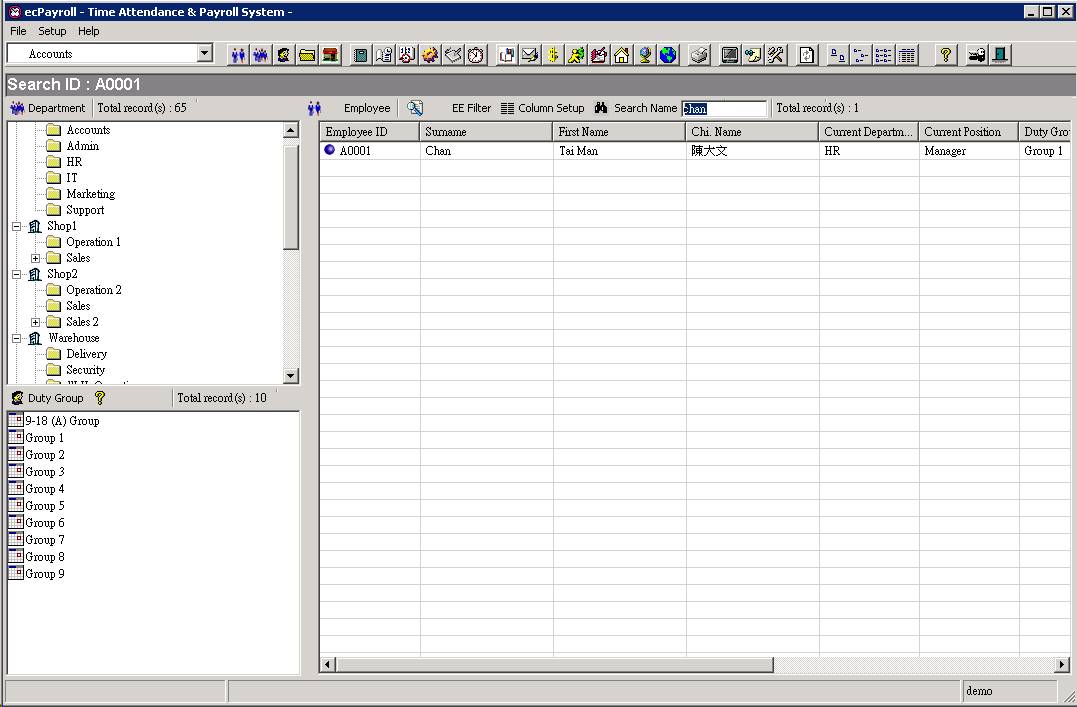 ecPayroll - Time Attendance & Payroll System -
File Setup Help
Accounts
Search ID : A0001
Department Total record(s) : 65 Employee EE Filter Column Setup Search Name chan Total record(s) : 1
Accounts
Admin
HR
IT
Marketing
Support
Shop1
Operation 1
Sales
Shop2
Operation 2
Sales
Sales 2
Warehouse
Delivery
Security
Duty Group Total record(s) : 10
9-18 (A) Group
Group 1
Group 2
Group 3
Group 4
Group 5
Group 6
Group 7
Group 8
Group 9
Employee ID Surname First Name Chi. Name Current Departm... Current Position Duty Gro
A0001 Chan Tai Man 陳大文 HR Manager Group 1
demo